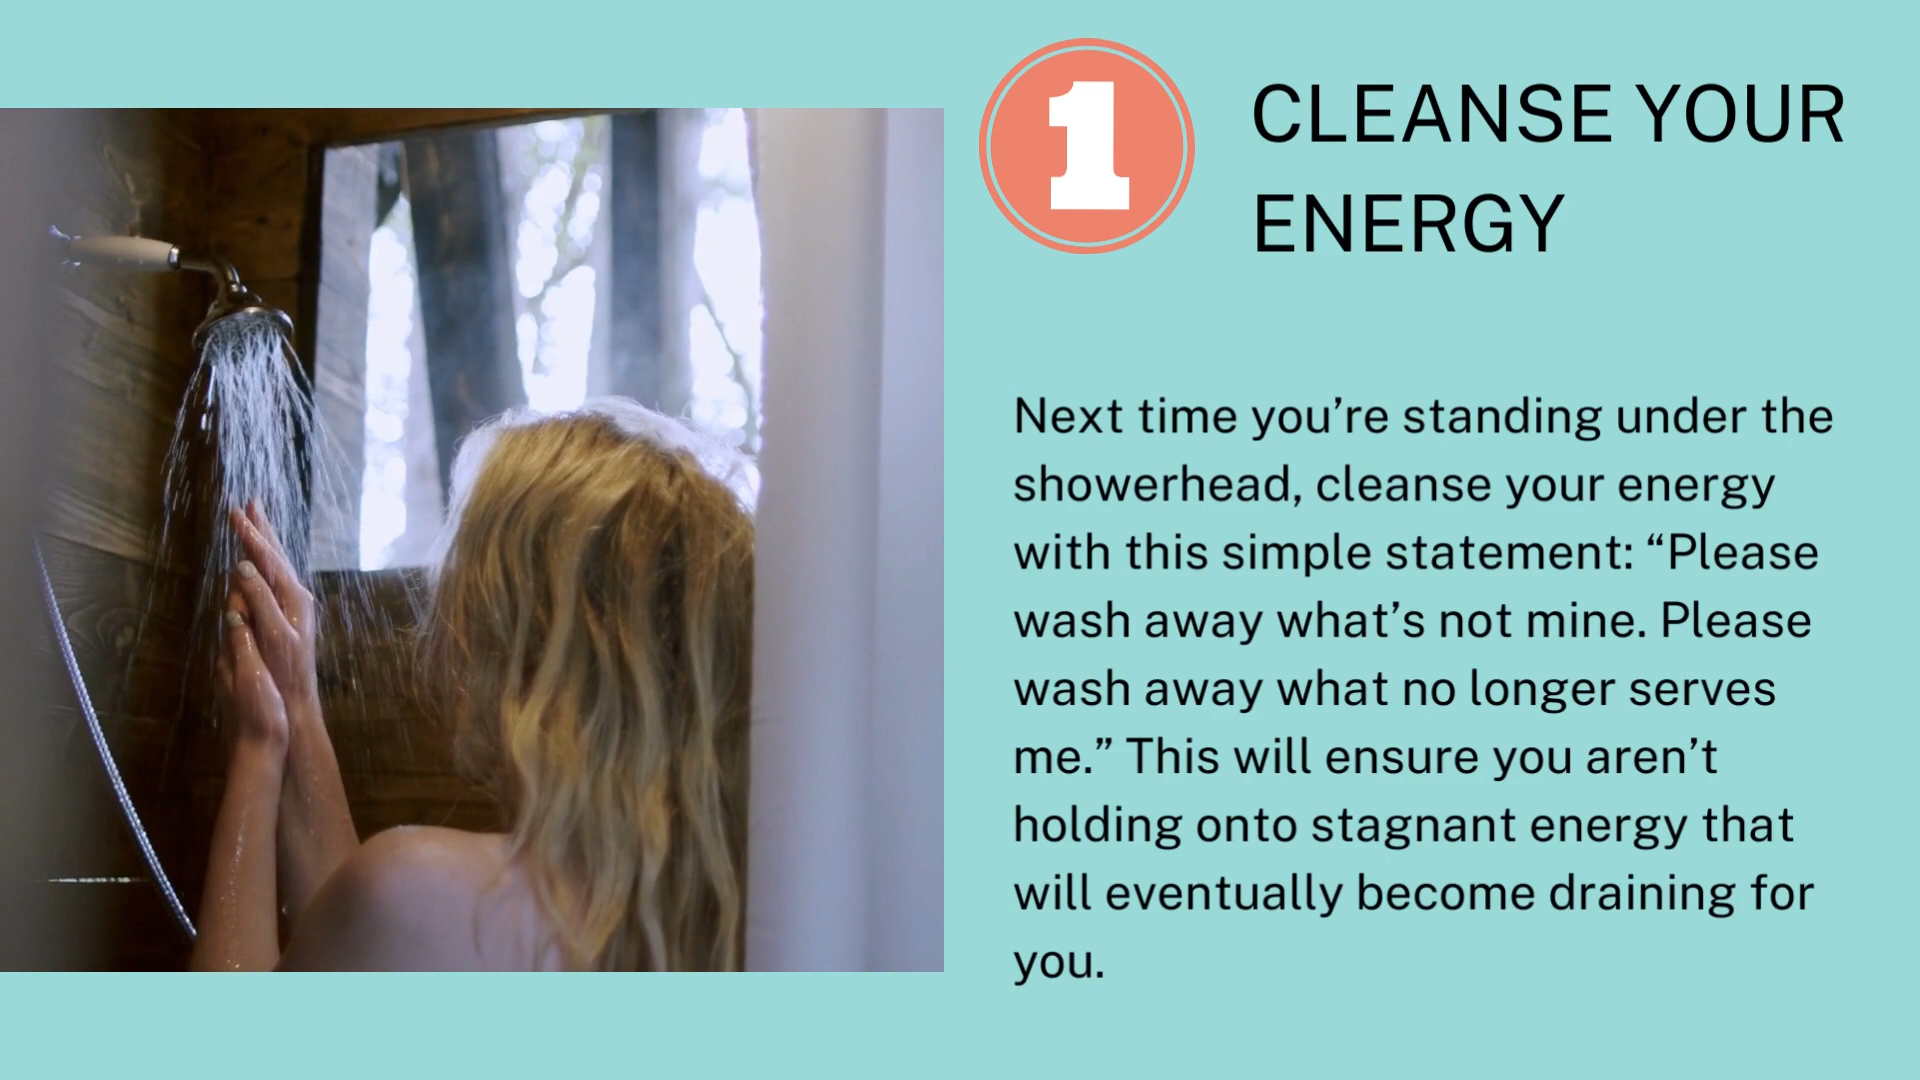 1
CLEANSE YOUR
ENERGY
Next time you’re standing under the
showerhead, cleanse your energy
with this simple statement: “Please
wash away what’s not mine. Please
wash away what no longer serves
me.” This will ensure you aren’t
holding onto stagnant energy that
will eventually become draining for
you.